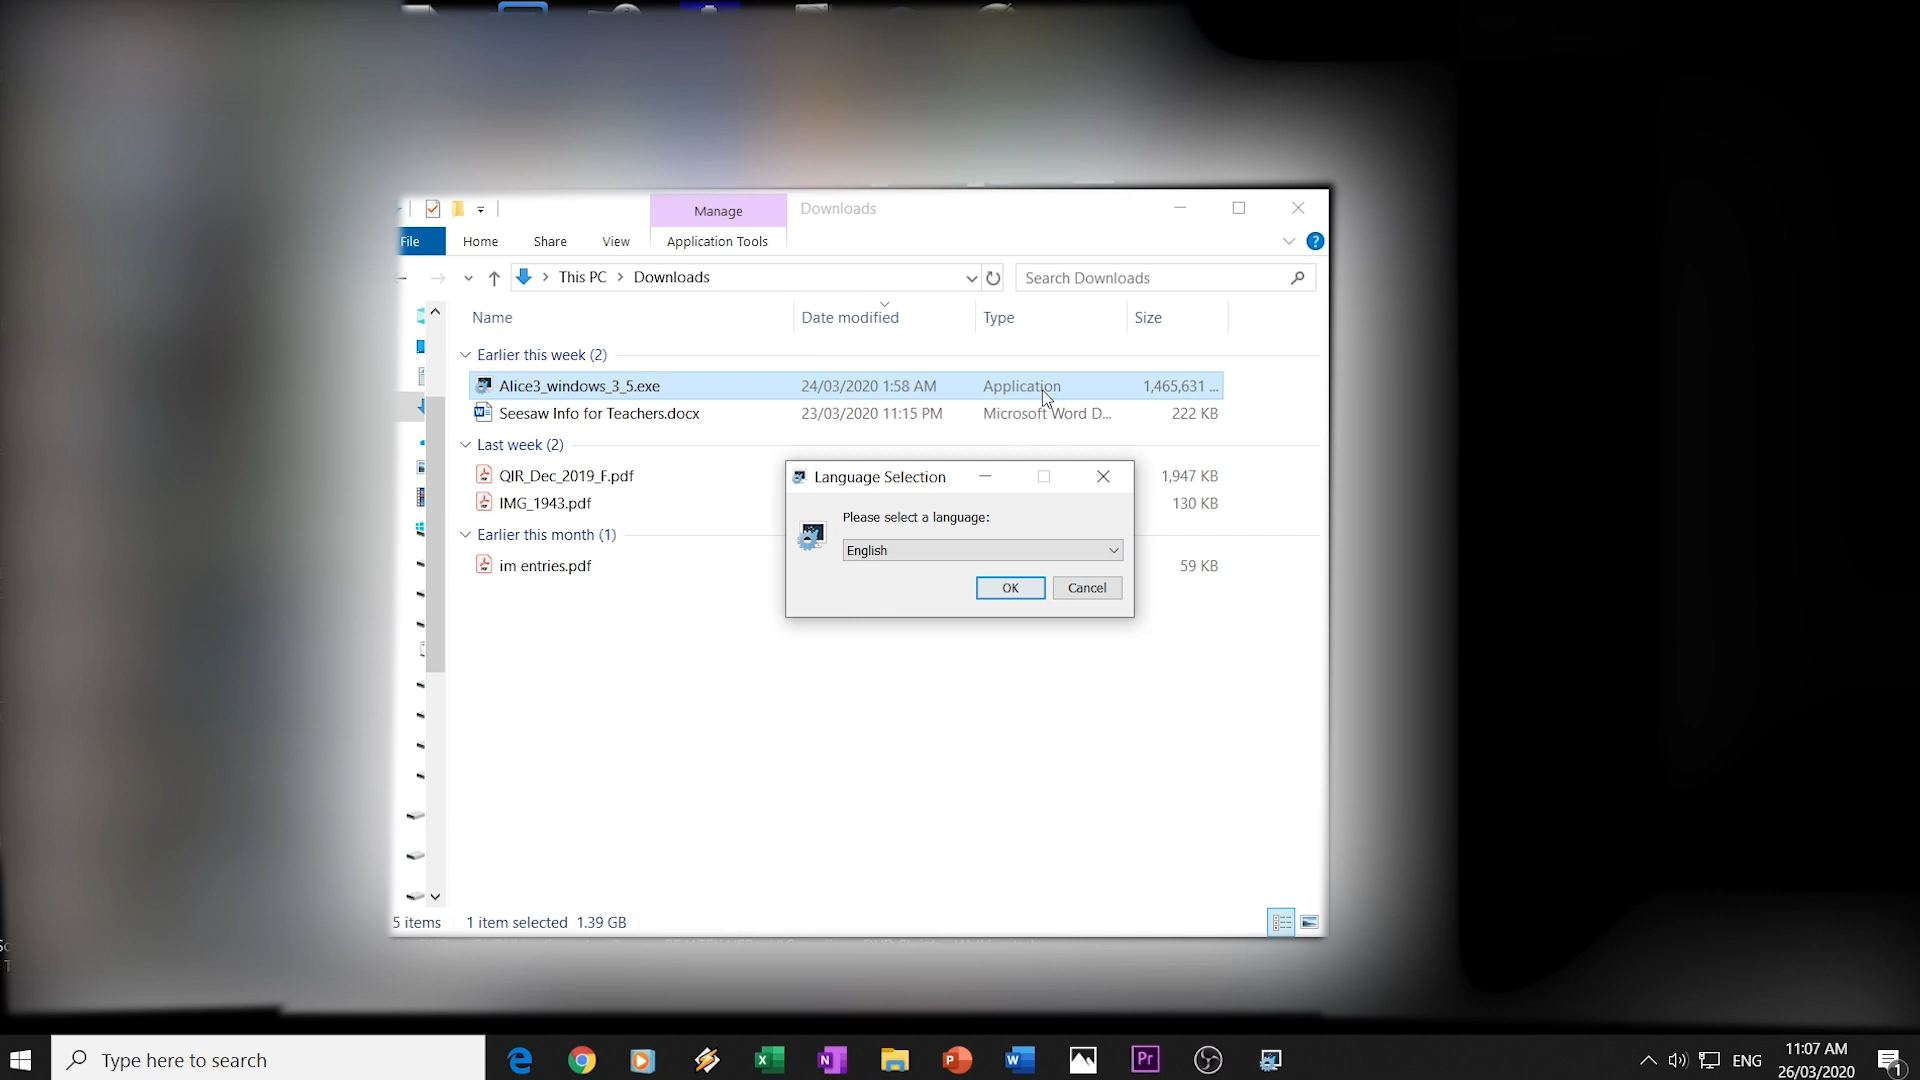 Manage
Downloads
File
Home
Share
View
Application Tools
This PC
Downloads
Search Downloads
Name
Date modified
Type
Size
Earlier this week (2)
Alice3_windows_3_5.exe 24/03/2020 1:58 AM Application 1,465,631 ...
Seesaw Info for Teachers.docx 23/03/2020 11:15 PM Microsoft Word D... 222 KB
Last week (2)
QIR_Dec_2019_F.pdf 1,947 KB
IMG_1943.pdf 130 KB
Earlier this month (1)
im entries.pdf 59 KB
Language Selection
Please select a language:
English
OK
Cancel
5 items
1 item selected 1.39 GB
Type here to search
Pr
ENG
11:07 AM
26/03/2020
1